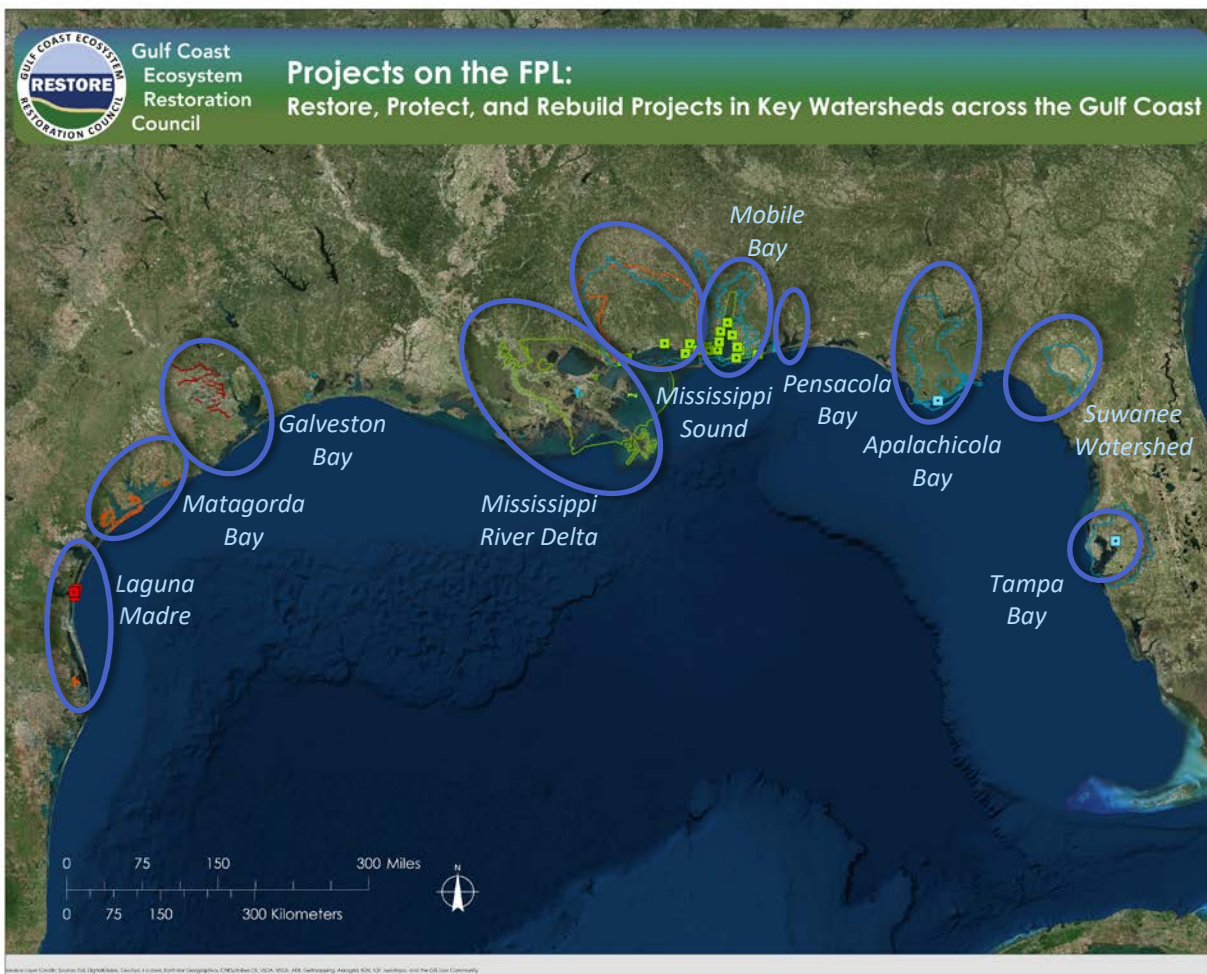 GULF COAST ECOSYSTEM
RESTORE
RESTORATION COUNCIL
Gulf Coast
Ecosystem
Restoration
Council
Projects on the FPL:
Restore, Protect, and Rebuild Projects in Key Watersheds across the Gulf Coast
Mobile
Bay
Mississippi
Sound
Pensacola
Bay
Apalachicola
Bay
Suwanee
Watershed
Galveston
Bay
Matagorda
Bay
Mississippi
River Delta
Laguna
Madre
Tampa
Bay
0 75 150 300 Miles
0 75 150 300 Kilometers
N